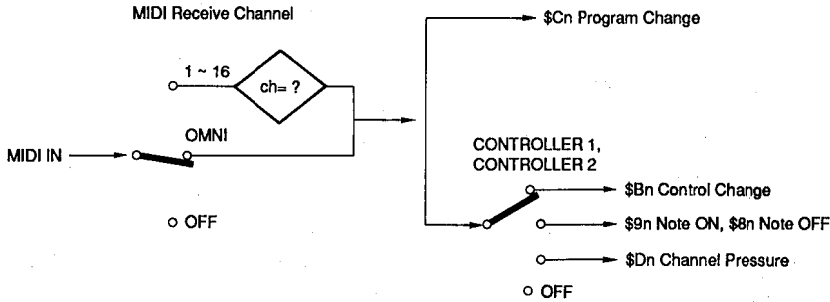 MIDI Receive Channel
$Cn Program Change
1 ~ 16
ch= ?
OMNI
MIDI IN
CONTROLLER 1,
CONTROLLER 2
$Bn Control Change
OFF
$9n Note ON, $8n Note OFF
$Dn Channel Pressure
OFF